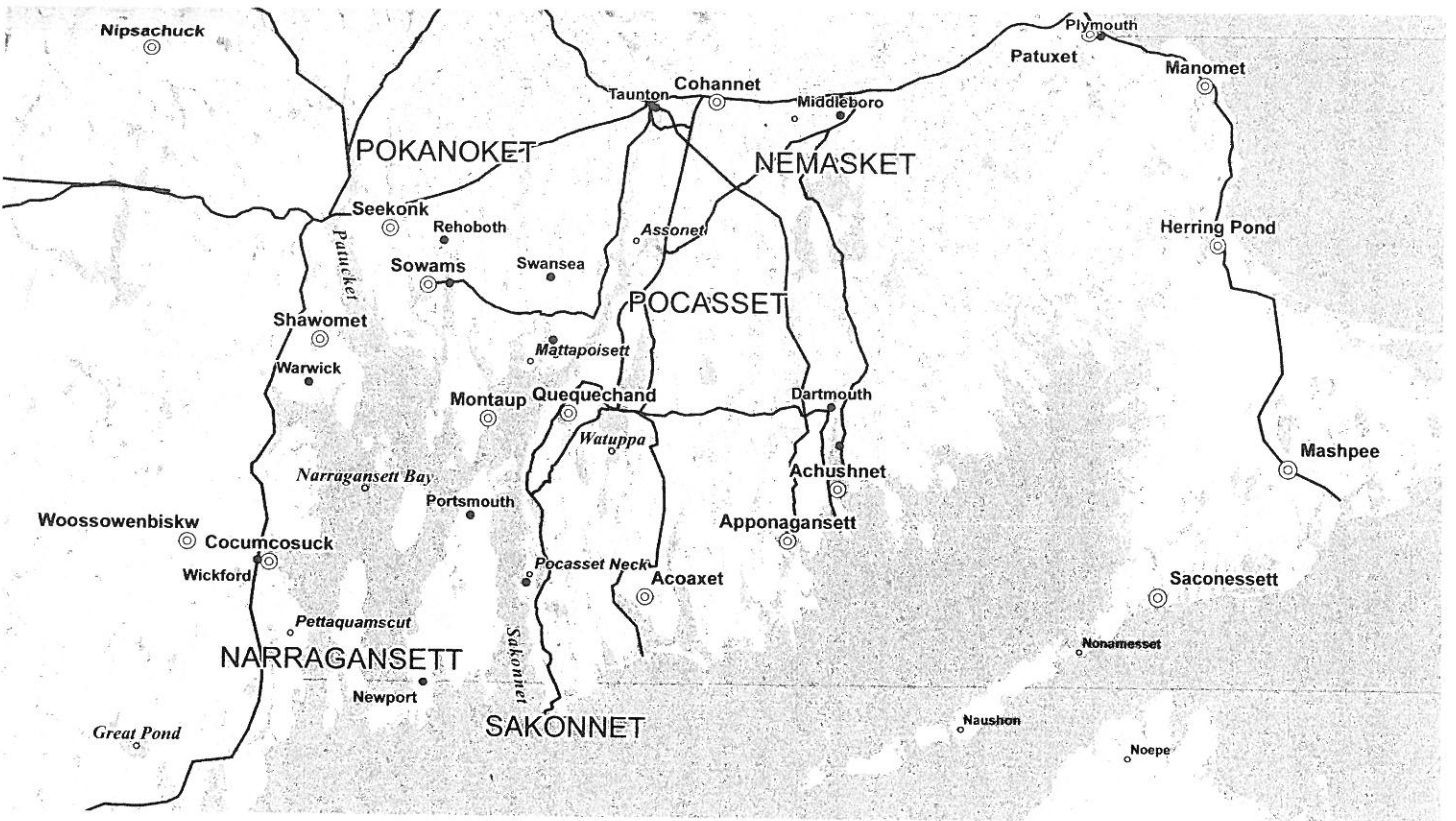 Nipsachuck
Plymouth
Patuxet
Manomet
Cohannet
Taunton
Middleboro
POKANOKET
NEMASKET
Seekonk
Rehoboth
Assonet
Herring Pond
Patucket
Sowams
Swansea
POCASSET
Shawomet
Mattapoisett
Warwick
Montaup
Quequechand
Dartmouth
Watuppa
Mashpee
Narragansett Bay
Achushnet
Portsmouth
Woossowenbiskw
Apponagansett
Cocumcosuck
Wickford
Pocasset Neck
Acoaxet
Saconessett
Pettaquamscut
Sakonnet
Nonamesset
NARRAGANSETT
Newport
SAKONNET
Naushon
Great Pond
Noepe